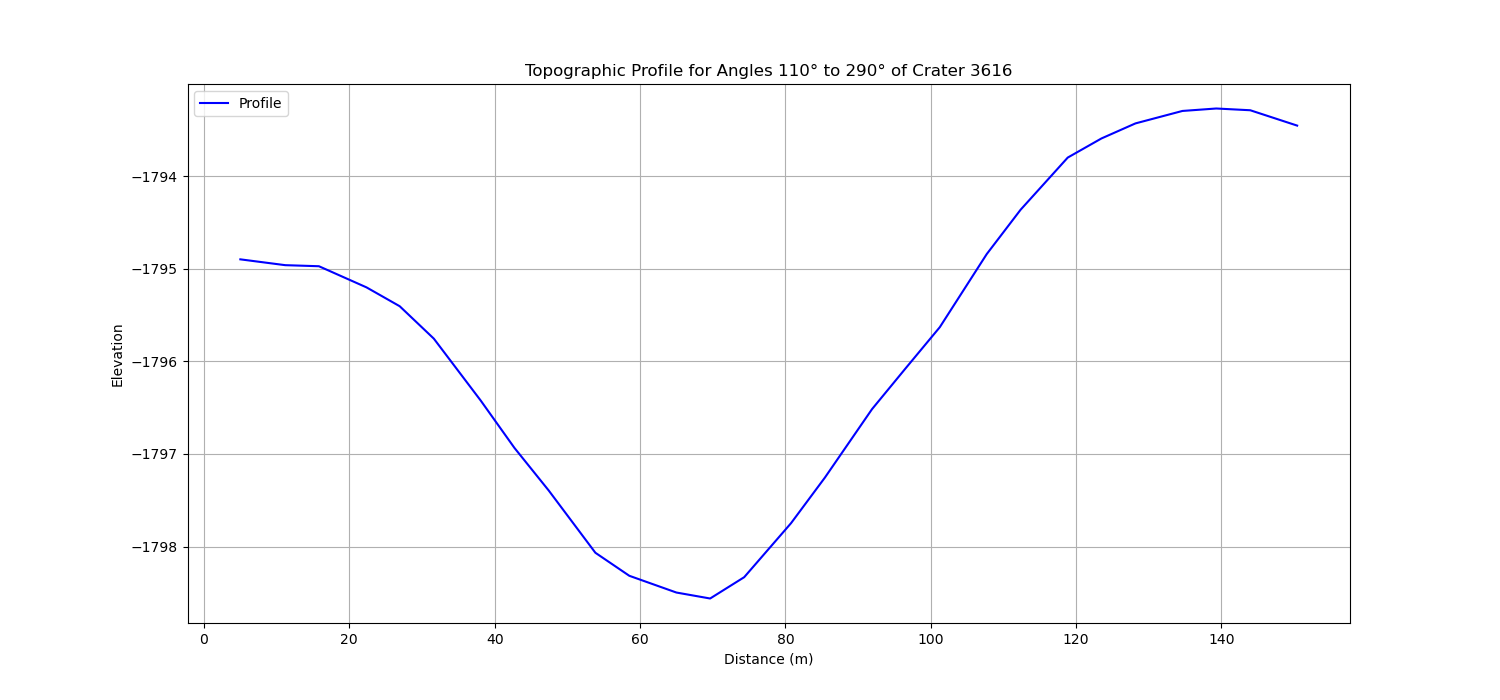 Topographic Profile for Angles 110° to 290° of Crater 3616
Profile
−1794
−1795
−1796
−1797
−1798
Elevation
0 20 40 60 80 100 120 140
Distance (m)